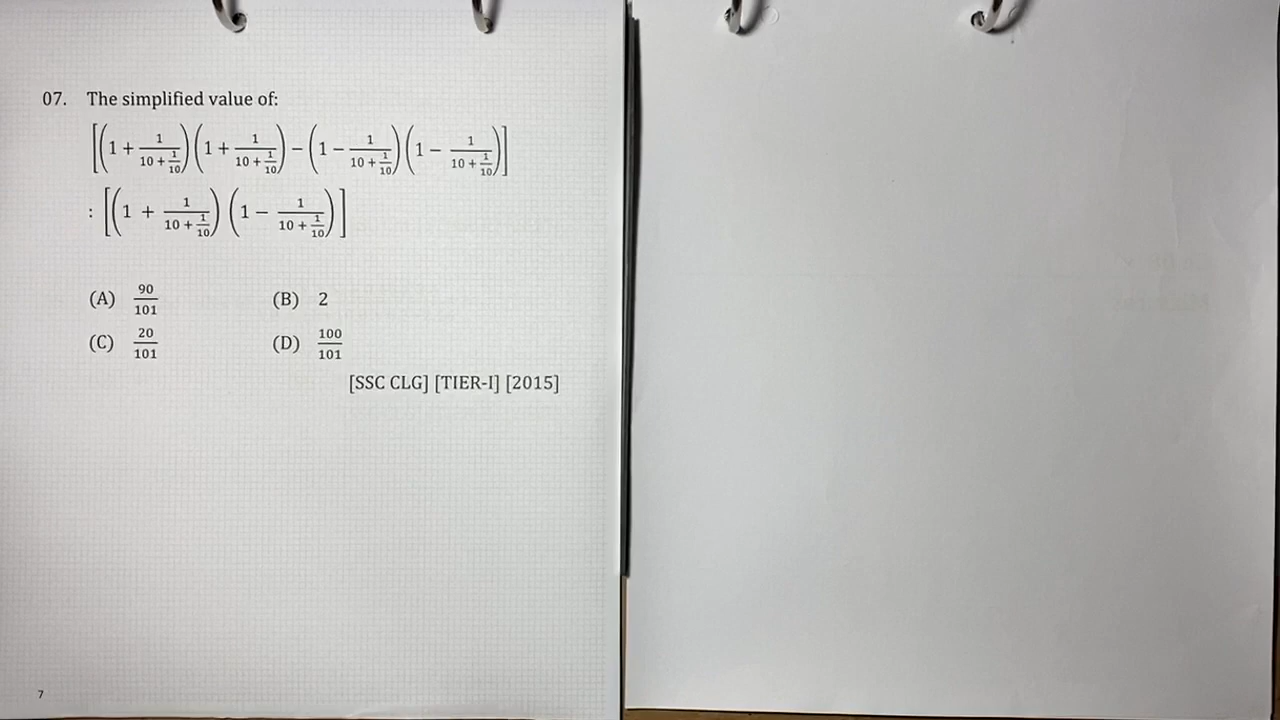 07. The simplified value of:
[(1 + 1/(10 + 1/10))(1 + 1/(10 + 1/10)) − (1 − 1/(10 + 1/10))(1 − 1/(10 + 1/10))]
: [(1 + 1/(10 + 1/10))(1 − 1/(10 + 1/10))]
(A) 90/101 (B) 2
(C) 20/101 (D) 100/101
[SSC CLG] [TIER-I] [2015]
7